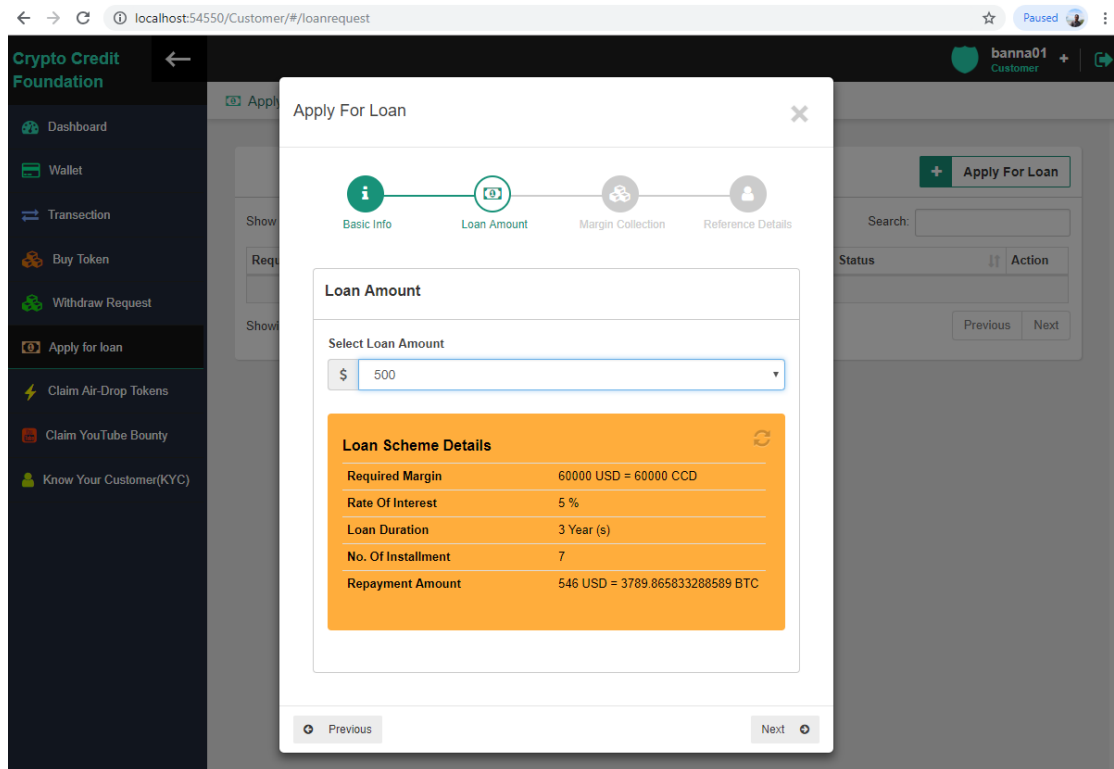 localhost:54550/Customer/#/loanrequest
Paused
Crypto Credit
Foundation
banna01
Customer
Dashboard
Wallet
Transection
Buy Token
Withdraw Request
Apply for loan
Claim Air-Drop Tokens
Claim YouTube Bounty
Know Your Customer(KYC)
Apply
Apply For Loan
Show
Search:
Requ
Status
Action
Showi
Previous
Next
Apply For Loan
Basic Info
Loan Amount
Margin Collection
Reference Details
Loan Amount
Select Loan Amount
$ 500
Loan Scheme Details
Required Margin 60000 USD = 60000 CCD
Rate Of Interest 5 %
Loan Duration 3 Year (s)
No. Of Installment 7
Repayment Amount 546 USD = 3789.865833288589 BTC
Previous
Next